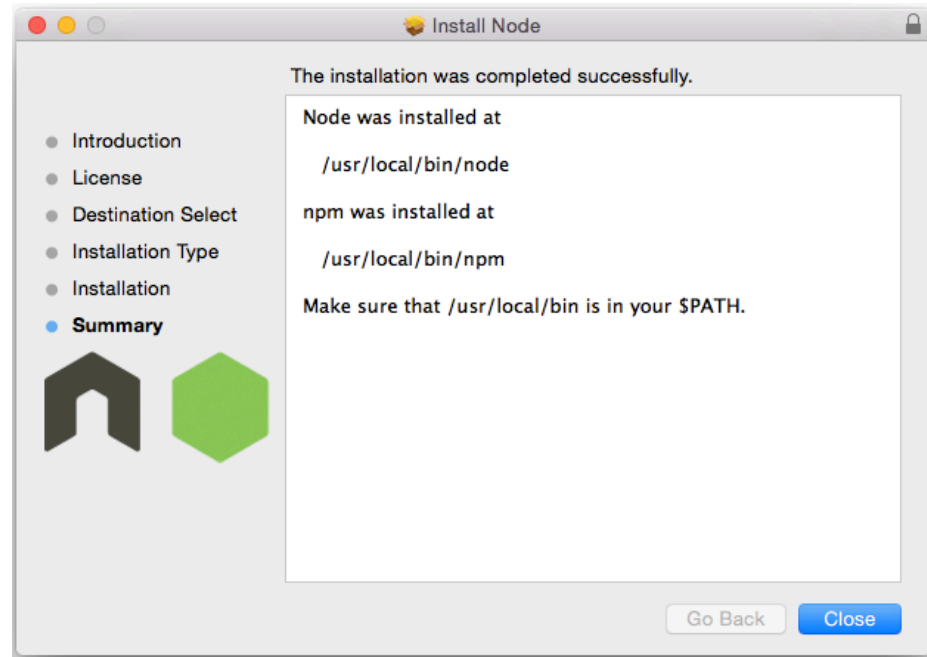 Install Node
The installation was completed successfully.
Introduction
License
Destination Select
Installation Type
Installation
Summary
Node was installed at
/usr/local/bin/node
npm was installed at
/usr/local/bin/npm
Make sure that /usr/local/bin is in your $PATH.
Go Back
Close